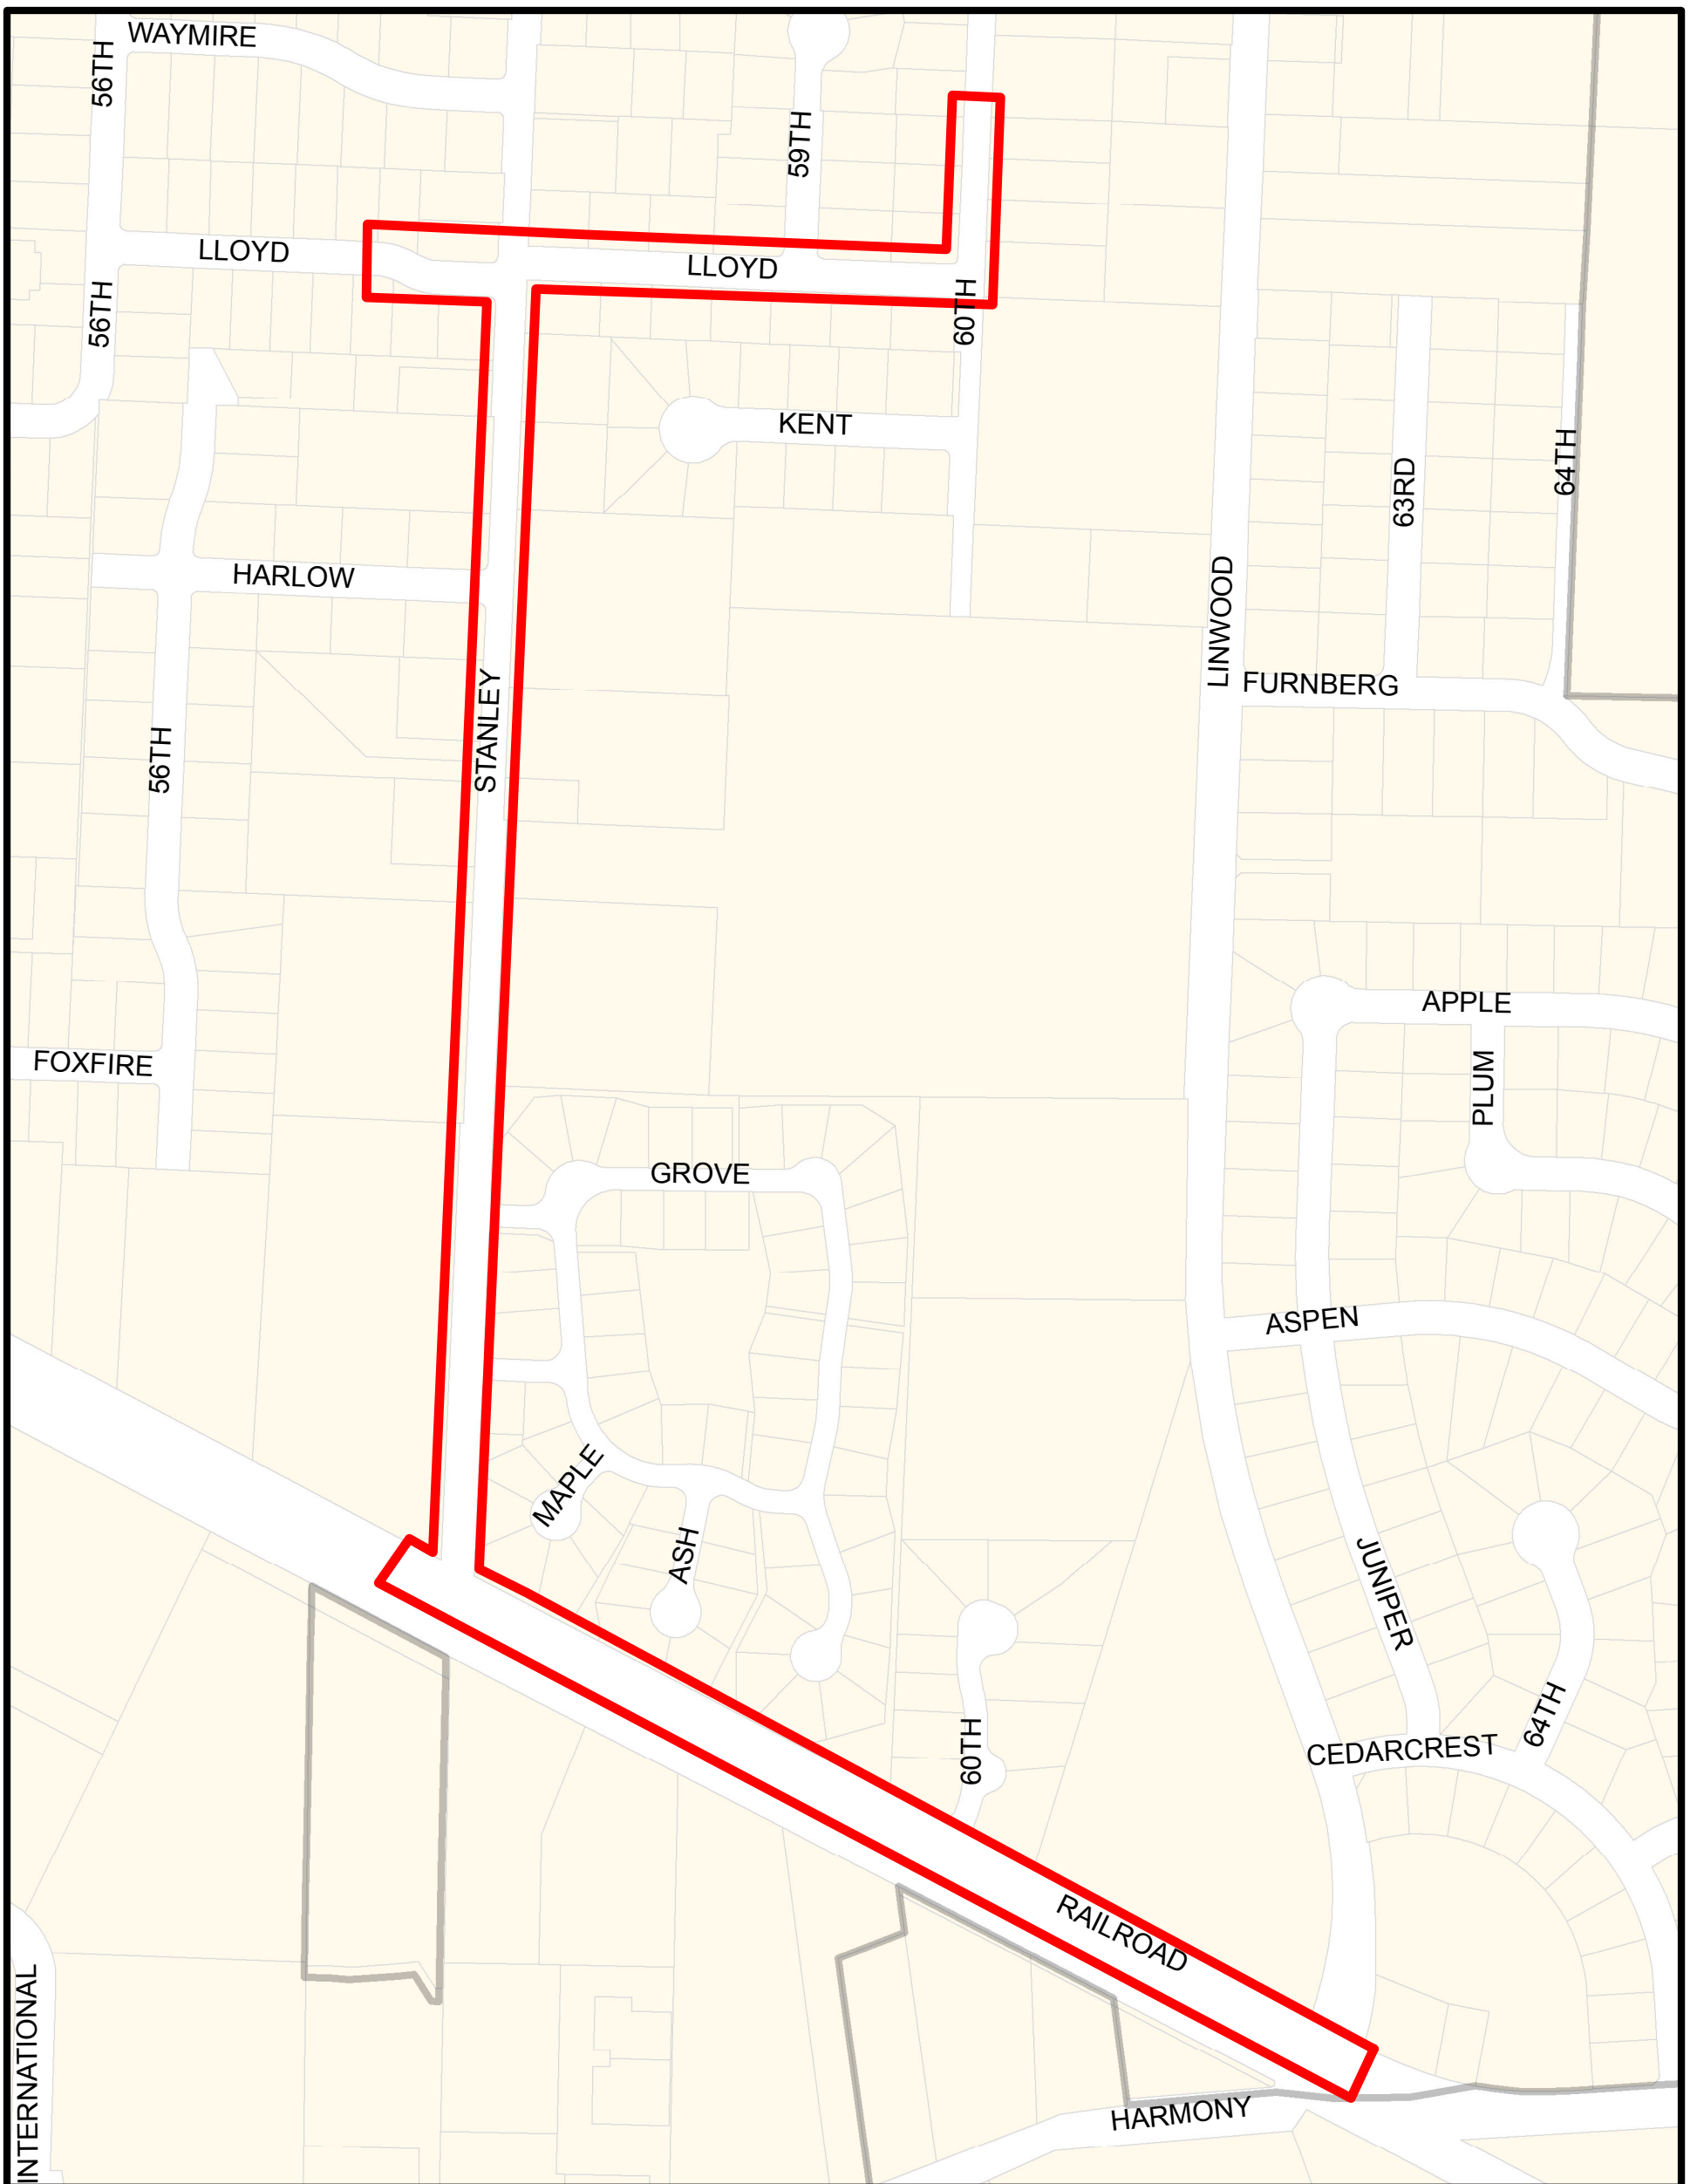 WAYMIRE
56TH
59TH
LLOYD
LLOYD
56TH
60TH
KENT
64TH
63RD
HARLOW
LINWOOD
FURNBERG
STANLEY
56TH
APPLE
FOXFIRE
PLUM
GROVE
ASPEN
MAPLE
ASH
JUNIPER
64TH
60TH
CEDARCREST
RAILROAD
INTERNATIONAL
HARMONY